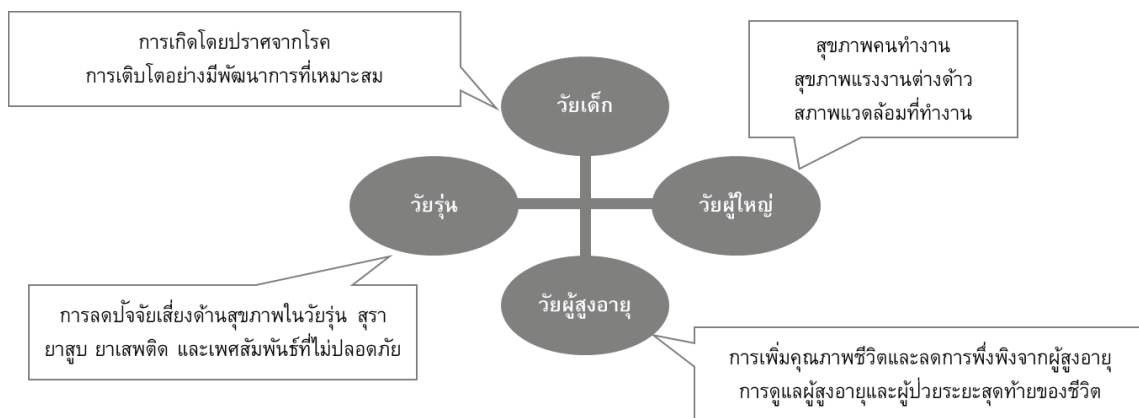 การเกิดโดยปราศจากโรค
การเติบโตอย่างมีพัฒนาการที่เหมาะสม
วัยเด็ก
สุขภาพคนทำงาน
สุขภาพแรงงานต่างด้าว
สภาพแวดล้อมที่ทำงาน
วัยรุ่น
วัยผู้ใหญ่
วัยผู้สูงอายุ
การลดปัจจัยเสี่ยงด้านสุขภาพในวัยรุ่น สุรา
ยาสูบ ยาเสพติด และเพศสัมพันธ์ที่ไม่ปลอดภัย
การเพิ่มคุณภาพชีวิตและลดการพึ่งพิงจากผู้สูงอายุ
การดูแลผู้สูงอายุและผู้ป่วยระยะสุดท้ายของชีวิต